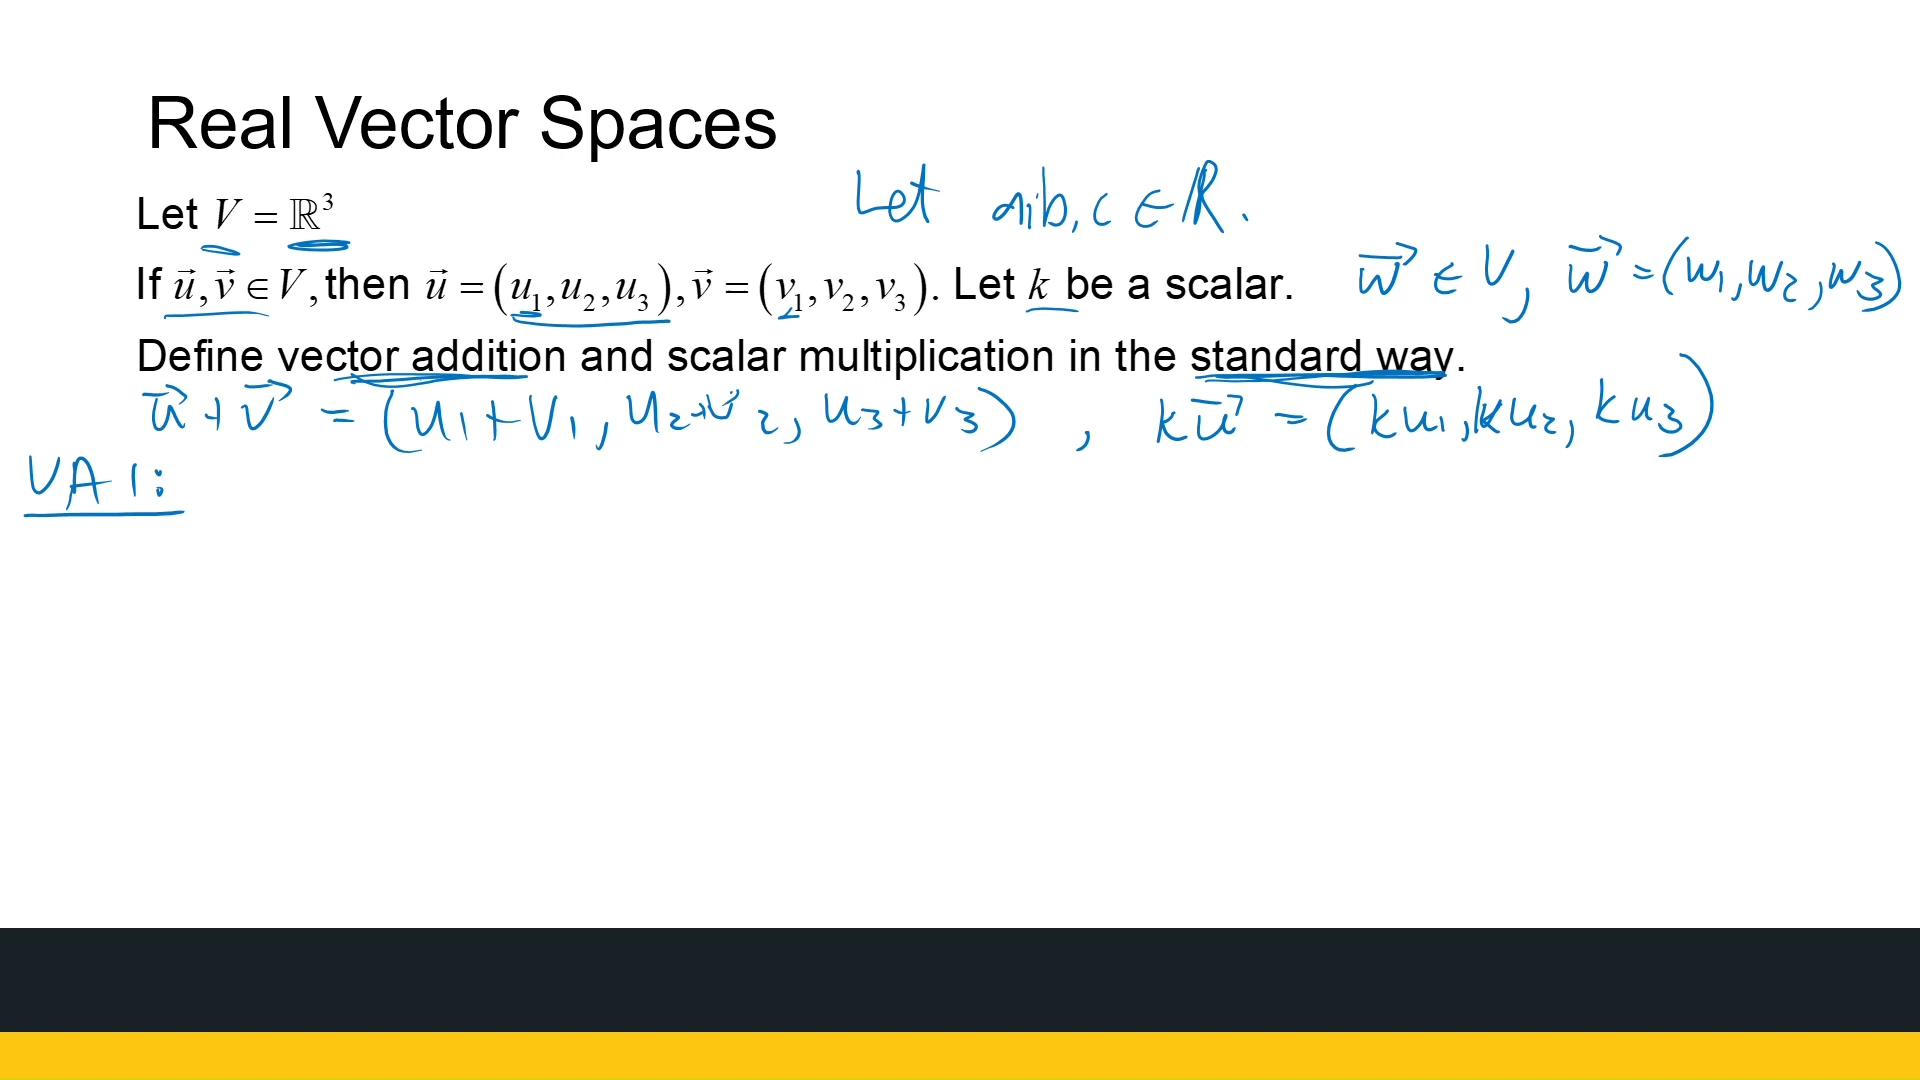 Real Vector Spaces
Let a,b,c ∈ ℝ.
Let V = ℝ³
If u⃗,v⃗ ∈ V, then u⃗ = (u₁,u₂,u₃), v⃗ = (v₁,v₂,v₃). Let k be a scalar. w⃗ ∈ V, w⃗ = (w₁,w₂,w₃)
Define vector addition and scalar multiplication in the standard way.
u⃗ + v⃗ = (u₁+v₁, u₂+v₂, u₃+v₃), ku⃗ = (ku₁, ku₂, ku₃)
VA1: